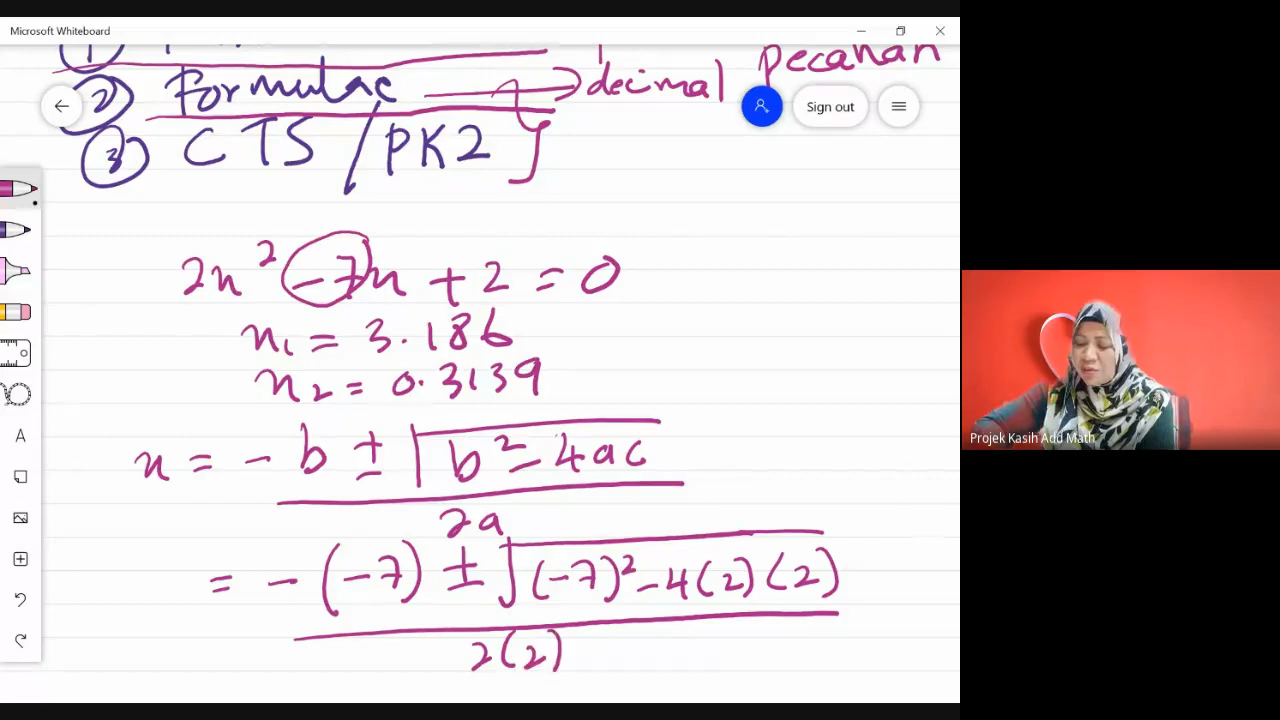 Microsoft Whiteboard
pecahan
② Formulae → decimal
Sign out
③ CTS / PK2
2x² - 7x + 2 = 0
x₁ = 3.186
x₂ = 0.3139
x = -b ± √b² - 4ac
2a
= -(-7) ± √(-7)² - 4(2)(2)
2(2)
A
Projek Kasih Add Math